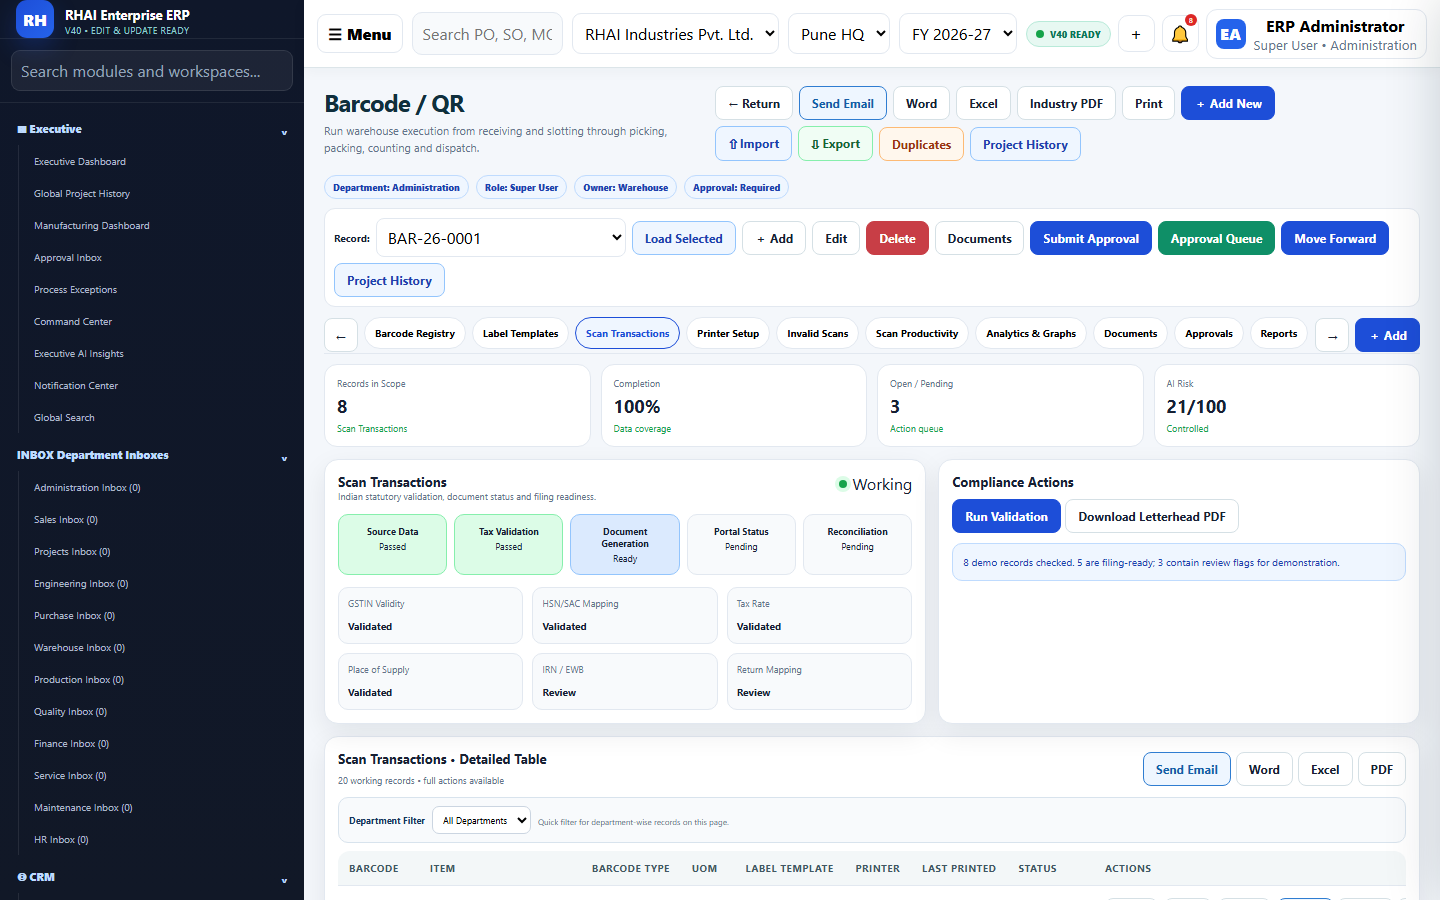 RH
RHAI Enterprise ERP
V40 • EDIT & UPDATE READY
Search modules and workspaces...
Executive
Executive Dashboard
Global Project History
Manufacturing Dashboard
Approval Inbox
Process Exceptions
Command Center
Executive AI Insights
Notification Center
Global Search
INBOX Department Inboxes
Administration Inbox (0)
Sales Inbox (0)
Projects Inbox (0)
Engineering Inbox (0)
Purchase Inbox (0)
Warehouse Inbox (0)
Production Inbox (0)
Quality Inbox (0)
Finance Inbox (0)
Service Inbox (0)
Maintenance Inbox (0)
HR Inbox (0)
CRM
☰ Menu
Search PO, SO, MC
RHAI Industries Pvt. Ltd.
Pune HQ
FY 2026-27
V40 READY
+
8
EA
ERP Administrator
Super User • Administration
Barcode / QR
Run warehouse execution from receiving and slotting through picking,
packing, counting and dispatch.
← Return
Send Email
Word
Excel
Industry PDF
Print
+ Add New
⇧ Import
⇩ Export
Duplicates
Project History
Department: Administration
Role: Super User
Owner: Warehouse
Approval: Required
Record:
BAR-26-0001
Load Selected
+ Add
Edit
Delete
Documents
Submit Approval
Approval Queue
Move Forward
Project History
←
Barcode Registry
Label Templates
Scan Transactions
Printer Setup
Invalid Scans
Scan Productivity
Analytics & Graphs
Documents
Approvals
Reports
→
+ Add
Records in Scope
8
Scan Transactions
Completion
100%
Data coverage
Open / Pending
3
Action queue
AI Risk
21/100
Controlled
Scan Transactions
Indian statutory validation, document status and filing readiness.
Working
Source Data
Passed
Tax Validation
Passed
Document
Generation
Ready
Portal Status
Pending
Reconciliation
Pending
GSTIN Validity
Validated
HSN/SAC Mapping
Validated
Tax Rate
Validated
Place of Supply
Validated
IRN / EWB
Review
Return Mapping
Review
Compliance Actions
Run Validation
Download Letterhead PDF
8 demo records checked. 5 are filing-ready; 3 contain review flags for demonstration.
Scan Transactions • Detailed Table
20 working records • full actions available
Send Email
Word
Excel
PDF
Department Filter
All Departments
Quick filter for department-wise records on this page.
BARCODE ITEM BARCODE TYPE UOM LABEL TEMPLATE PRINTER LAST PRINTED STATUS ACTIONS